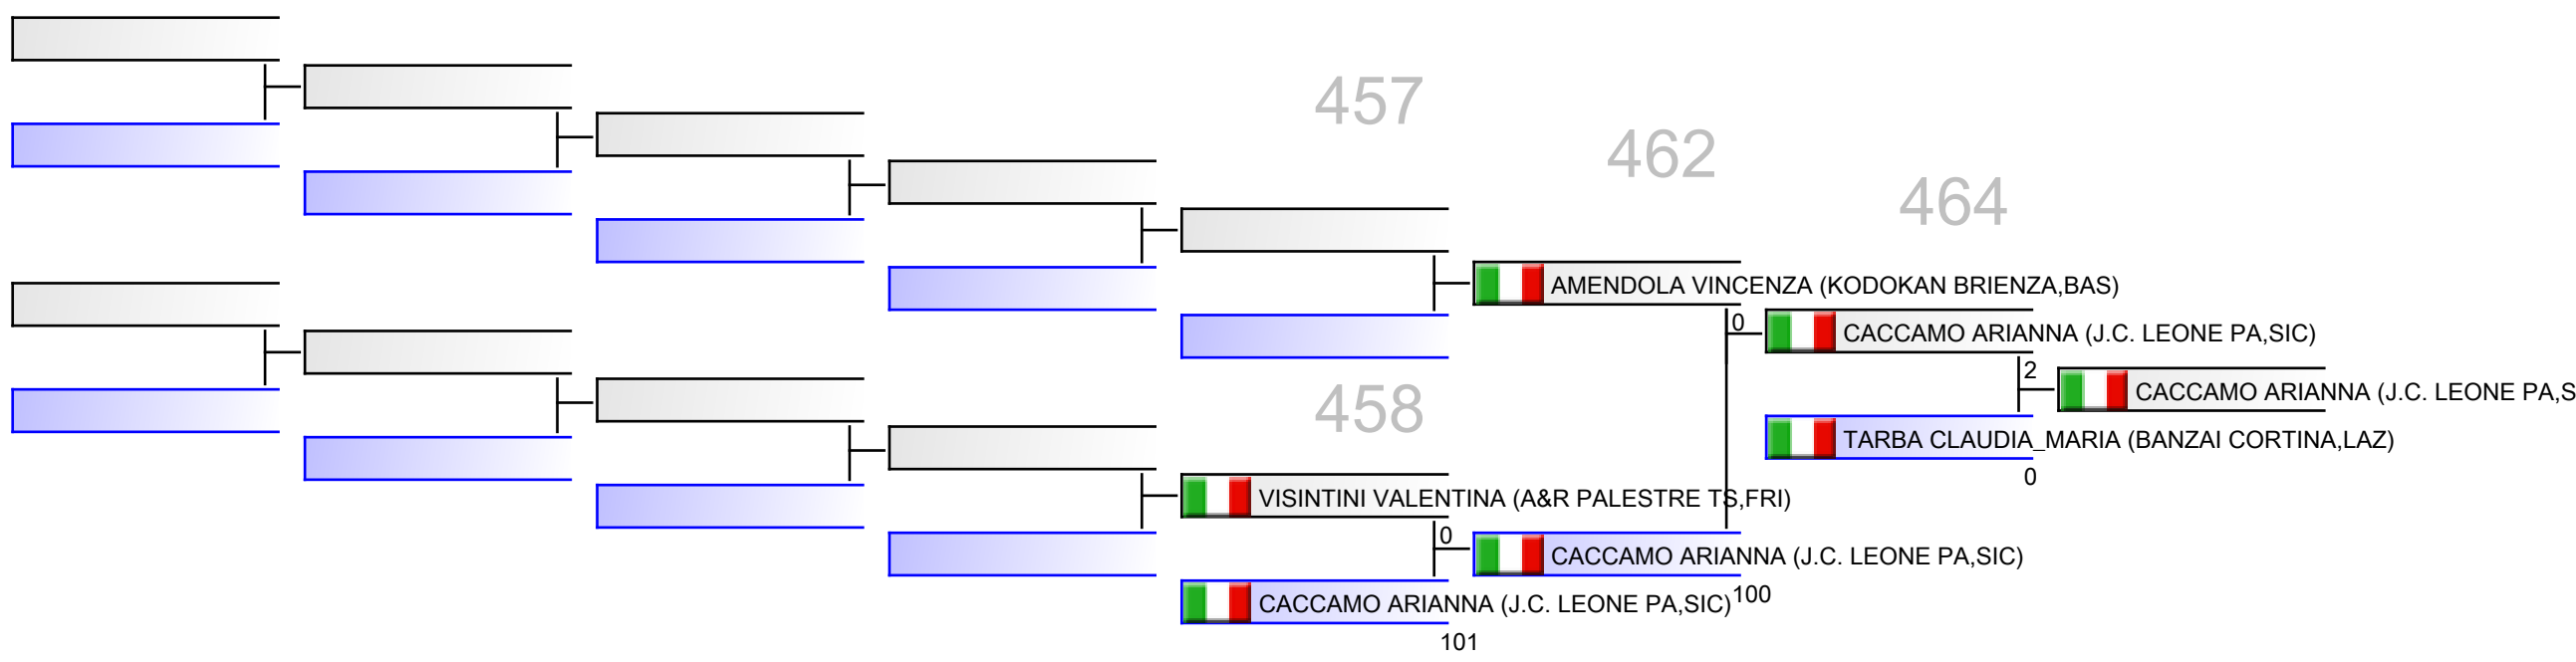 457
462
464
AMENDOLA VINCENZA (KODOKAN BRIENZA,BAS)
0
CACCAMO ARIANNA (J.C. LEONE PA,SIC)
2
CACCAMO ARIANNA (J.C. LEONE PA,S
458
TARBA CLAUDIA_MARIA (BANZAI CORTINA,LAZ)
0
VISINTINI VALENTINA (A&R PALESTRE TS,FRI)
0
CACCAMO ARIANNA (J.C. LEONE PA,SIC)
100
CACCAMO ARIANNA (J.C. LEONE PA,SIC)
101